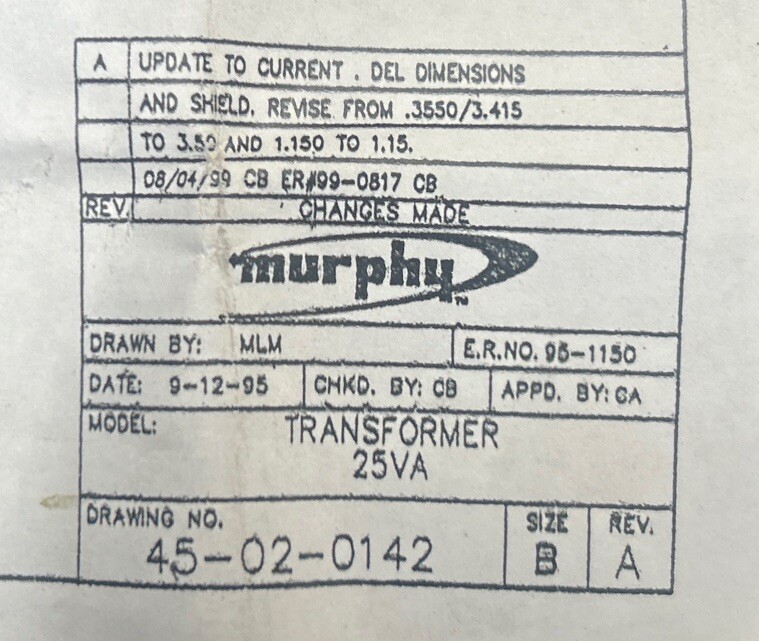 A UPDATE TO CURRENT . DEL DIMENSIONS
AND SHIELD. REVISE FROM .3550/3.415
TO 3.50 AND 1.150 TO 1.15.
08/04/99 CB ER#99-0817 CB
REV. CHANGES MADE
murphy™
DRAWN BY: MLM E.R.NO. 95-1150
DATE: 9-12-95 CHKD. BY: CB APPD. BY: GA
MODEL: TRANSFORMER
25VA
DRAWING NO. SIZE REV.
45-02-0142 B A